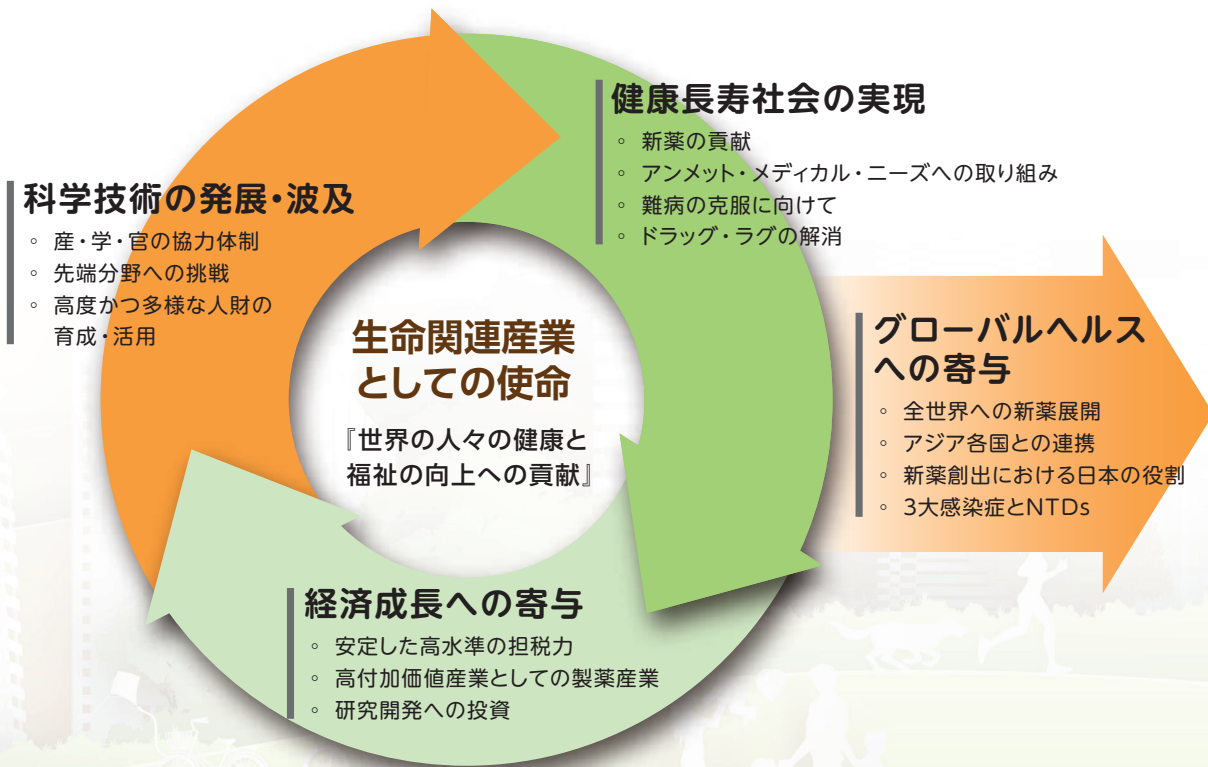 健康長寿社会の実現
◦ 新薬の貢献
◦ アンメット・メディカル・ニーズへの取り組み
◦ 難病の克服に向けて
◦ ドラッグ・ラグの解消
科学技術の発展・波及
◦ 産・学・官の協力体制
◦ 先端分野への挑戦
◦ 高度かつ多様な人財の
育成・活用
生命関連産業
としての使命
『世界の人々の健康と
福祉の向上への貢献』
グローバルヘルス
への寄与
◦ 全世界への新薬展開
◦ アジア各国との連携
◦ 新薬創出における日本の役割
◦ 3大感染症とNTDs
経済成長への寄与
◦ 安定した高水準の担税力
◦ 高付加価値産業としての製薬産業
◦ 研究開発への投資